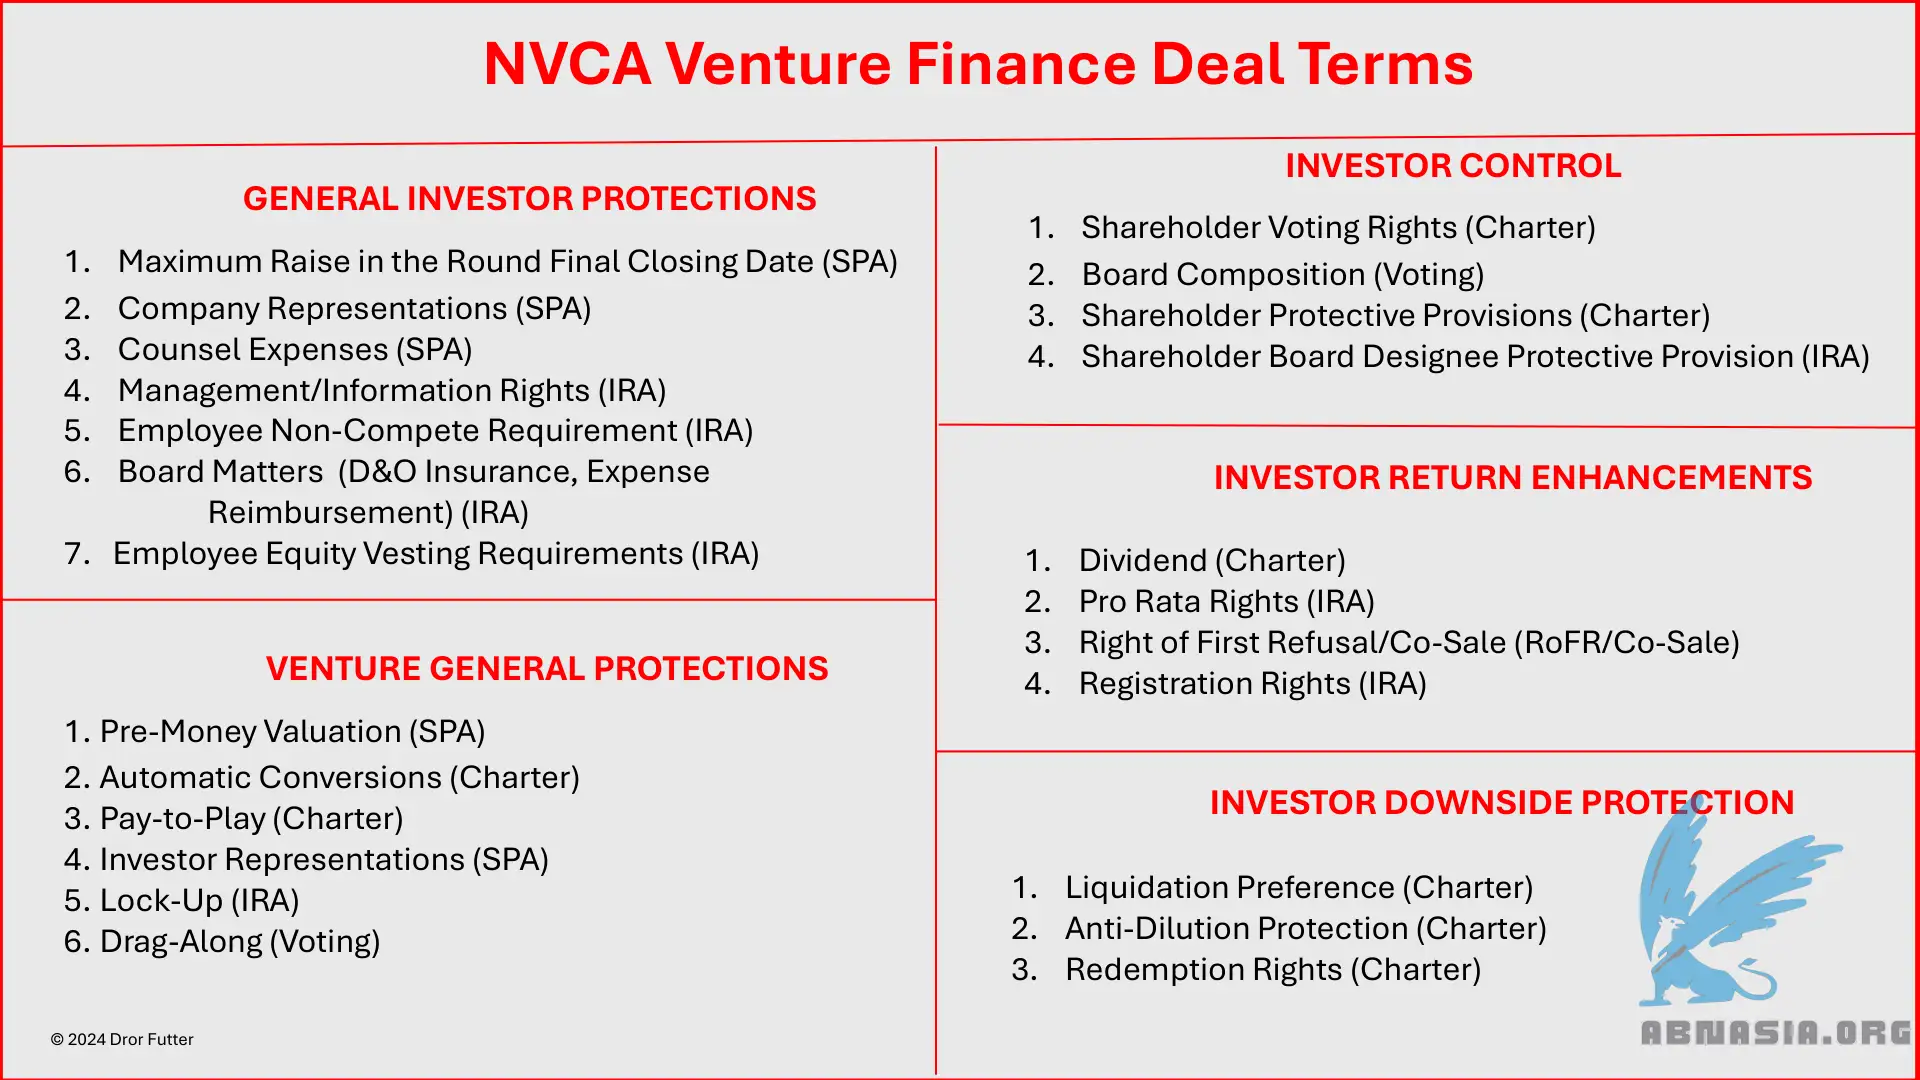 NVCA Venture Finance Deal Terms
GENERAL INVESTOR PROTECTIONS
1. Maximum Raise in the Round Final Closing Date (SPA)
2. Company Representations (SPA)
3. Counsel Expenses (SPA)
4. Management/Information Rights (IRA)
5. Employee Non-Compete Requirement (IRA)
6. Board Matters (D&O Insurance, Expense
Reimbursement) (IRA)
7. Employee Equity Vesting Requirements (IRA)
VENTURE GENERAL PROTECTIONS
1. Pre-Money Valuation (SPA)
2. Automatic Conversions (Charter)
3. Pay-to-Play (Charter)
4. Investor Representations (SPA)
5. Lock-Up (IRA)
6. Drag-Along (Voting)
© 2024 Dror Futter
INVESTOR CONTROL
1. Shareholder Voting Rights (Charter)
2. Board Composition (Voting)
3. Shareholder Protective Provisions (Charter)
4. Shareholder Board Designee Protective Provision (IRA)
INVESTOR RETURN ENHANCEMENTS
1. Dividend (Charter)
2. Pro Rata Rights (IRA)
3. Right of First Refusal/Co-Sale (RoFR/Co-Sale)
4. Registration Rights (IRA)
INVESTOR DOWNSIDE PROTECTION
1. Liquidation Preference (Charter)
2. Anti-Dilution Protection (Charter)
3. Redemption Rights (Charter)
ABNASIA.ORG